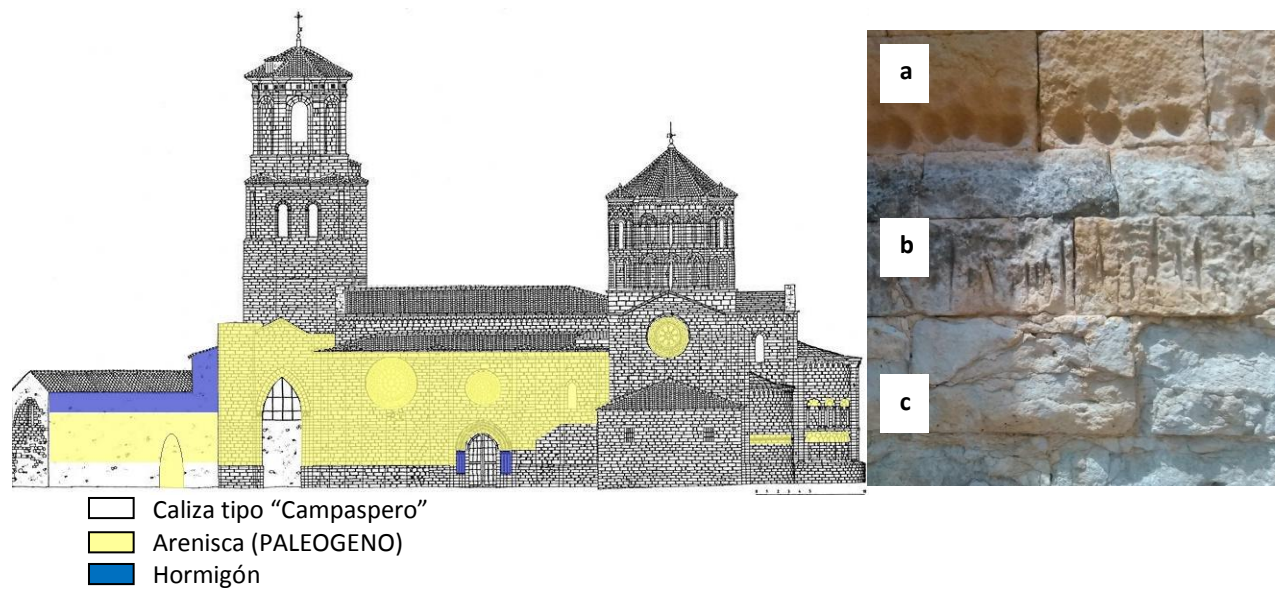 a
b
c
Caliza tipo “Campaspero”
Arenisca (PALEOGENO)
Hormigón